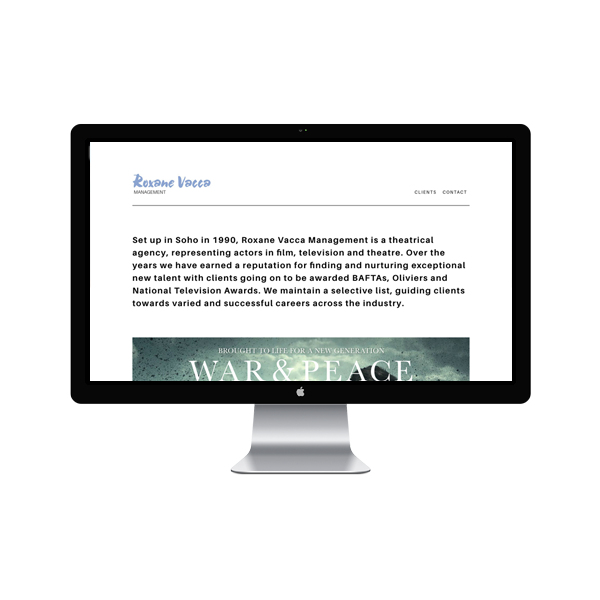 Roxane Vacca
MANAGEMENT
CLIENTS CONTACT
Set up in Soho in 1990, Roxane Vacca Management is a theatrical
agency, representing actors in film, television and theatre. Over the
years we have earned a reputation for finding and nurturing exceptional
new talent with clients going on to be awarded BAFTAs, Oliviers and
National Television Awards. We maintain a selective list, guiding clients
towards varied and successful careers across the industry.
BROUGHT TO LIFE FOR A NEW GENERATION
WAR & PEACE